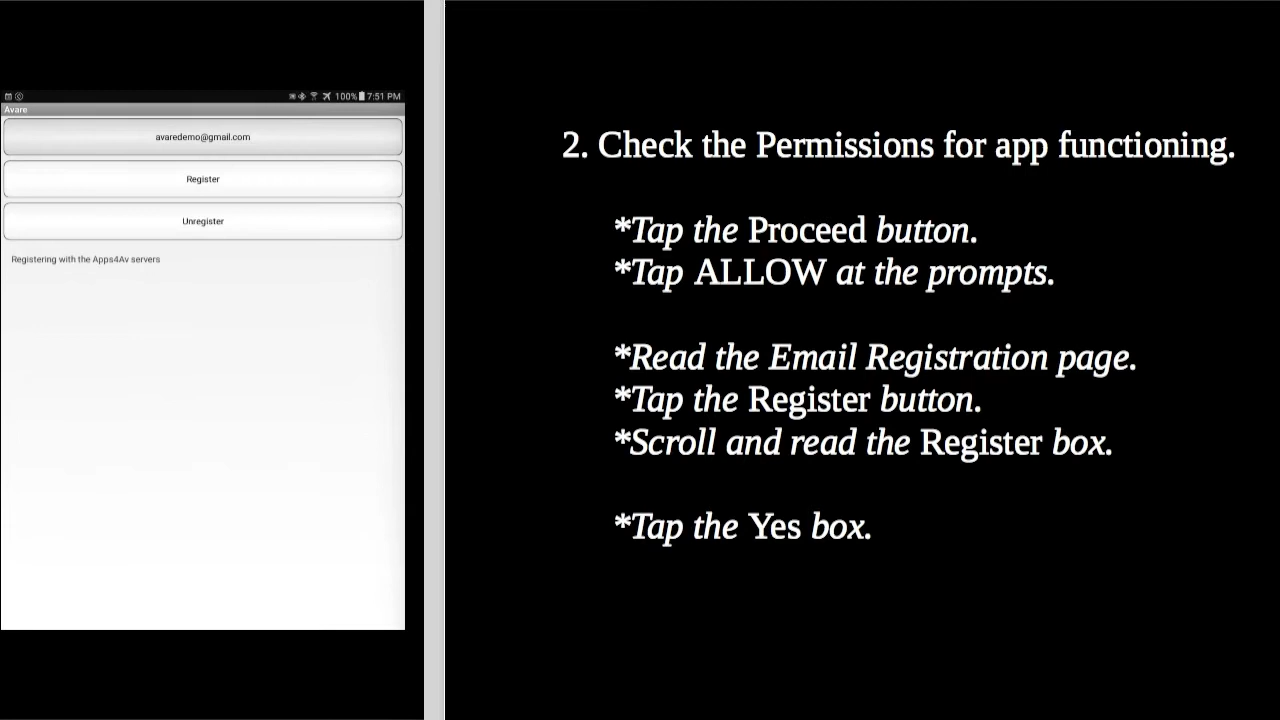 100% 7:51 PM
Avare
avaredemo@gmail.com
Register
Unregister
Registering with the Apps4Av servers
2. Check the Permissions for app functioning.
*Tap the Proceed button.
*Tap ALLOW at the prompts.
*Read the Email Registration page.
*Tap the Register button.
*Scroll and read the Register box.
*Tap the Yes box.